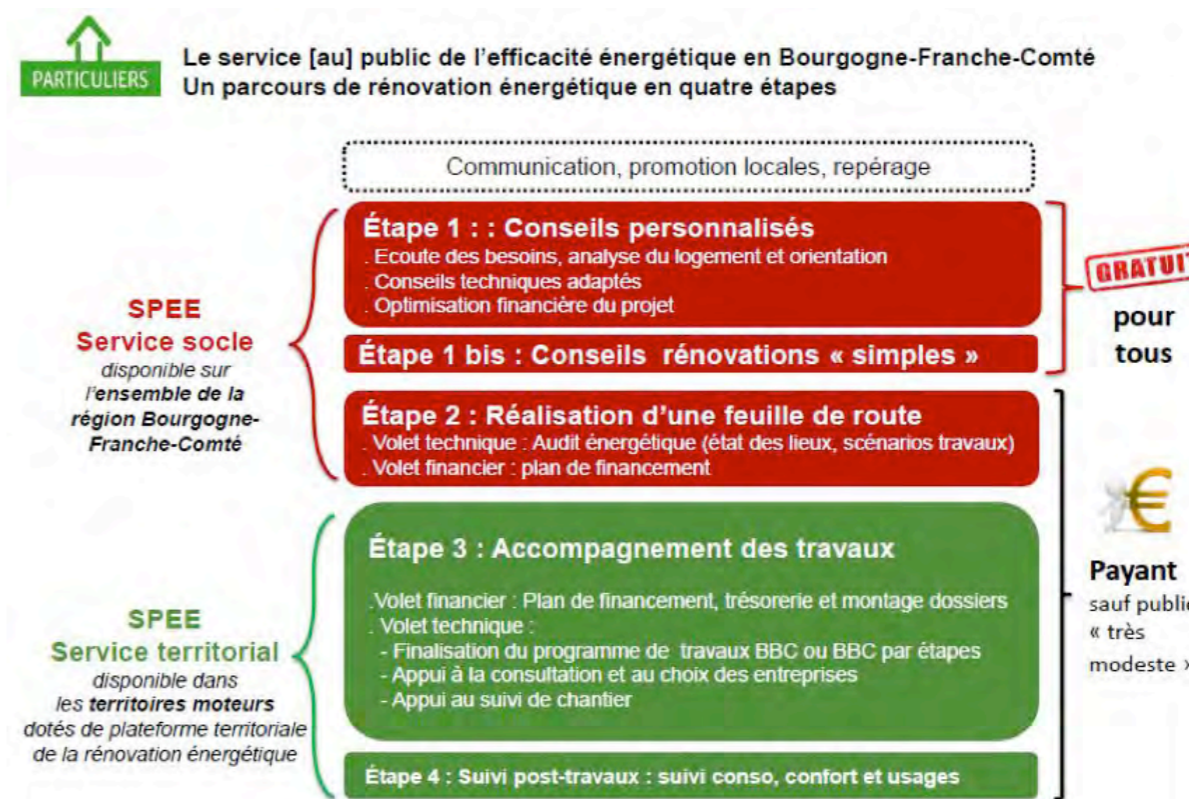 PARTICULIERS
Le service [au] public de l’efficacité énergétique en Bourgogne-Franche-Comté
Un parcours de rénovation énergétique en quatre étapes
Communication, promotion locales, repérage
SPEE
Service socle
disponible sur
l’ensemble de la
région Bourgogne-
Franche-Comté
Étape 1 : : Conseils personnalisés
. Ecoute des besoins, analyse du logement et orientation
. Conseils techniques adaptés
. Optimisation financière du projet
Étape 1 bis : Conseils rénovations « simples »
GRATUIT
pour
tous
Étape 2 : Réalisation d’une feuille de route
. Volet technique : Audit énergétique (état des lieux, scénarios travaux)
. Volet financier : plan de financement
SPEE
Service territorial
disponible dans
les territoires moteurs
dotés de plateforme territoriale
de la rénovation énergétique
Étape 3 : Accompagnement des travaux
.Volet financier : Plan de financement, trésorerie et montage dossiers
. Volet technique :
- Finalisation du programme de travaux BBC ou BBC par étapes
- Appui à la consultation et au choix des entreprises
- Appui au suivi de chantier
Étape 4 : Suivi post-travaux : suivi conso, confort et usages
€
Payant
sauf public
« très
modeste »